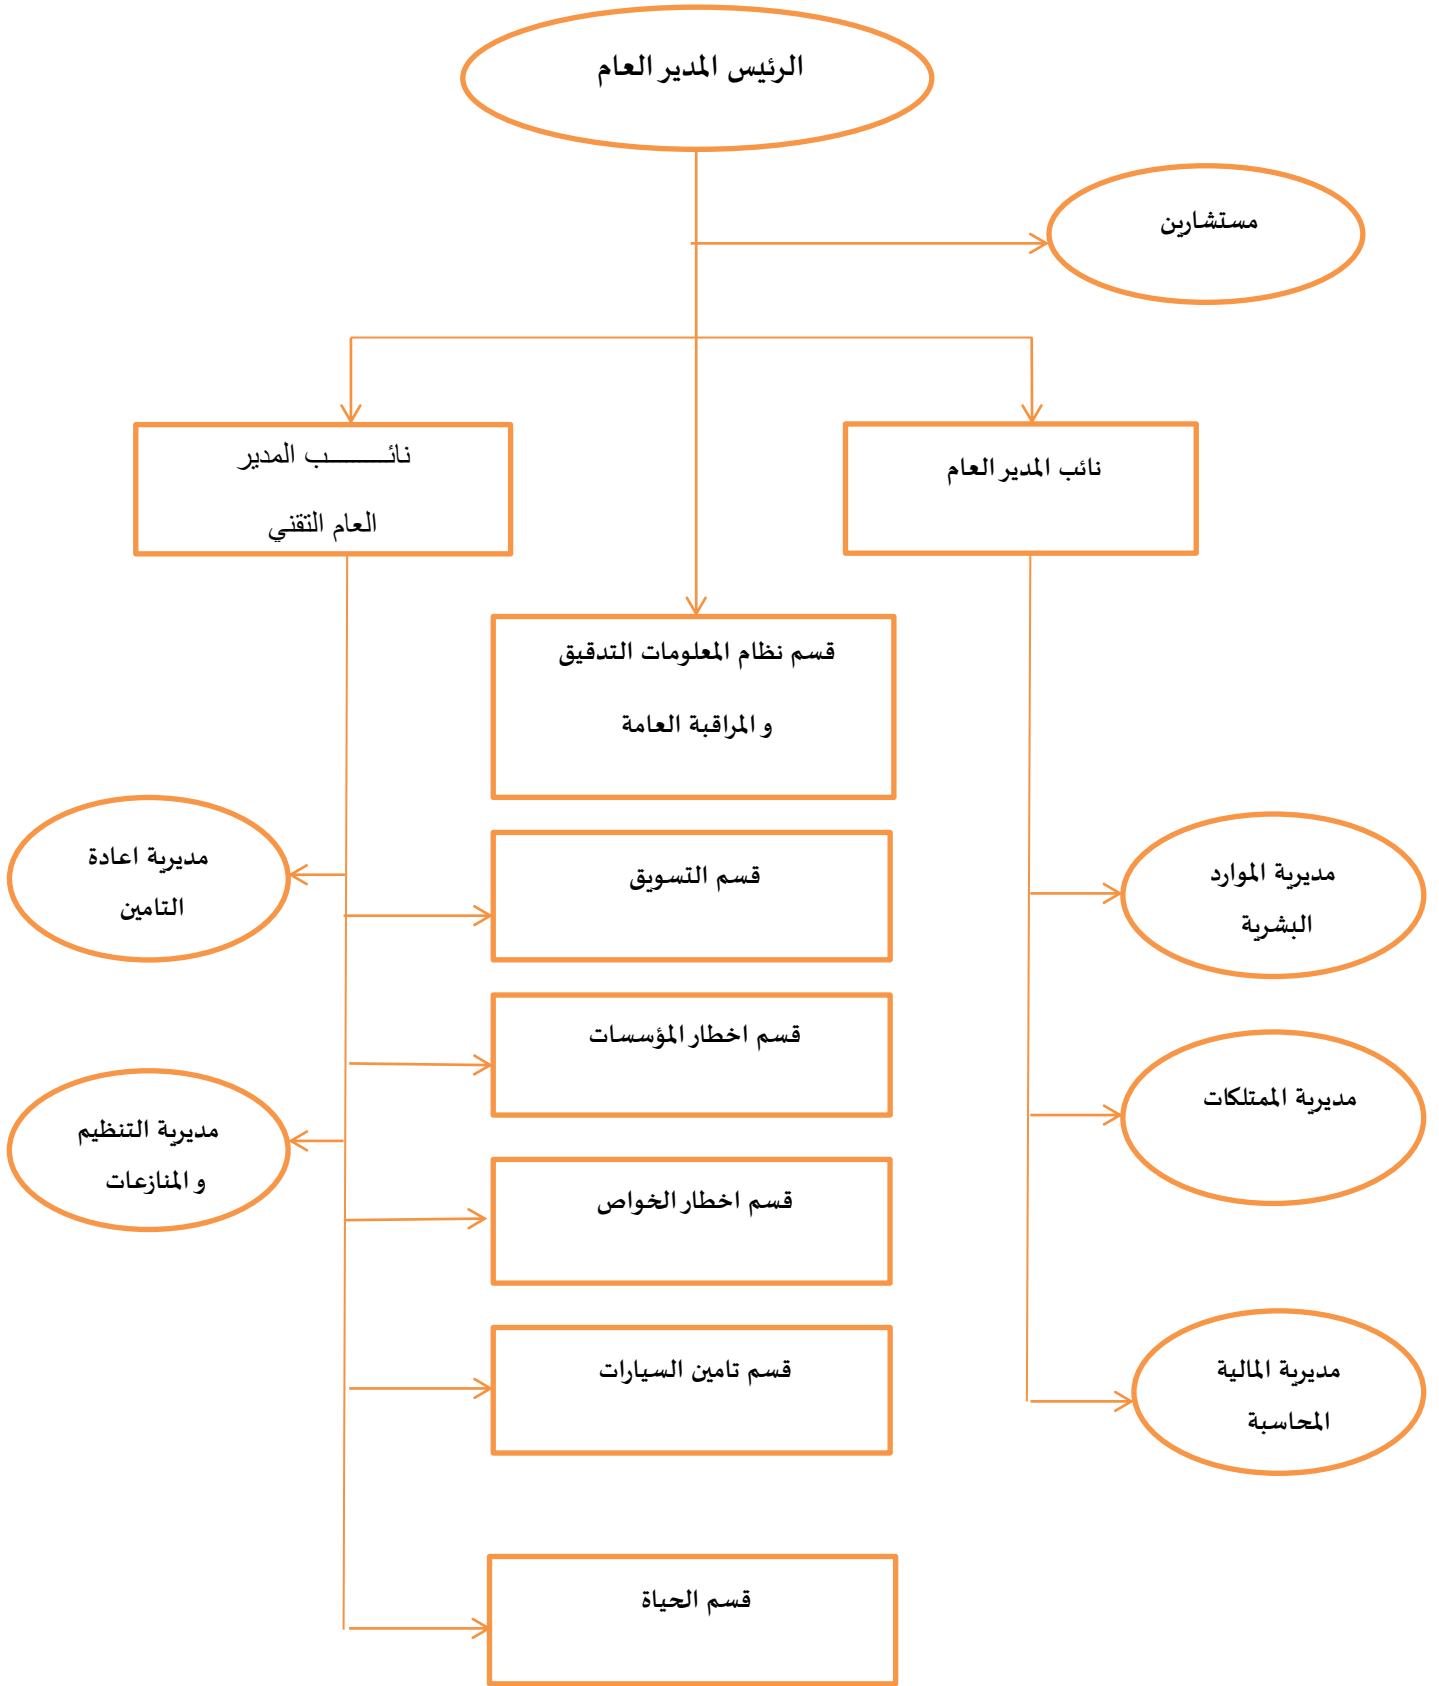 الرئيس المدير العام
مستشارين
نائب المدير العام
نائـــــــــب المدير
العام التقني
قسم نظام المعلومات التدقيق
و المراقبة العامة
مديرية الموارد
البشرية
قسم التسويق
مديرية اعادة
التامين
قسم اخطار المؤسسات
مديرية الممتلكات
مديرية التنظيم
و المنازعات
قسم اخطار الخواص
مديرية المالية
المحاسبة
قسم تامين السيارات
قسم الحياة